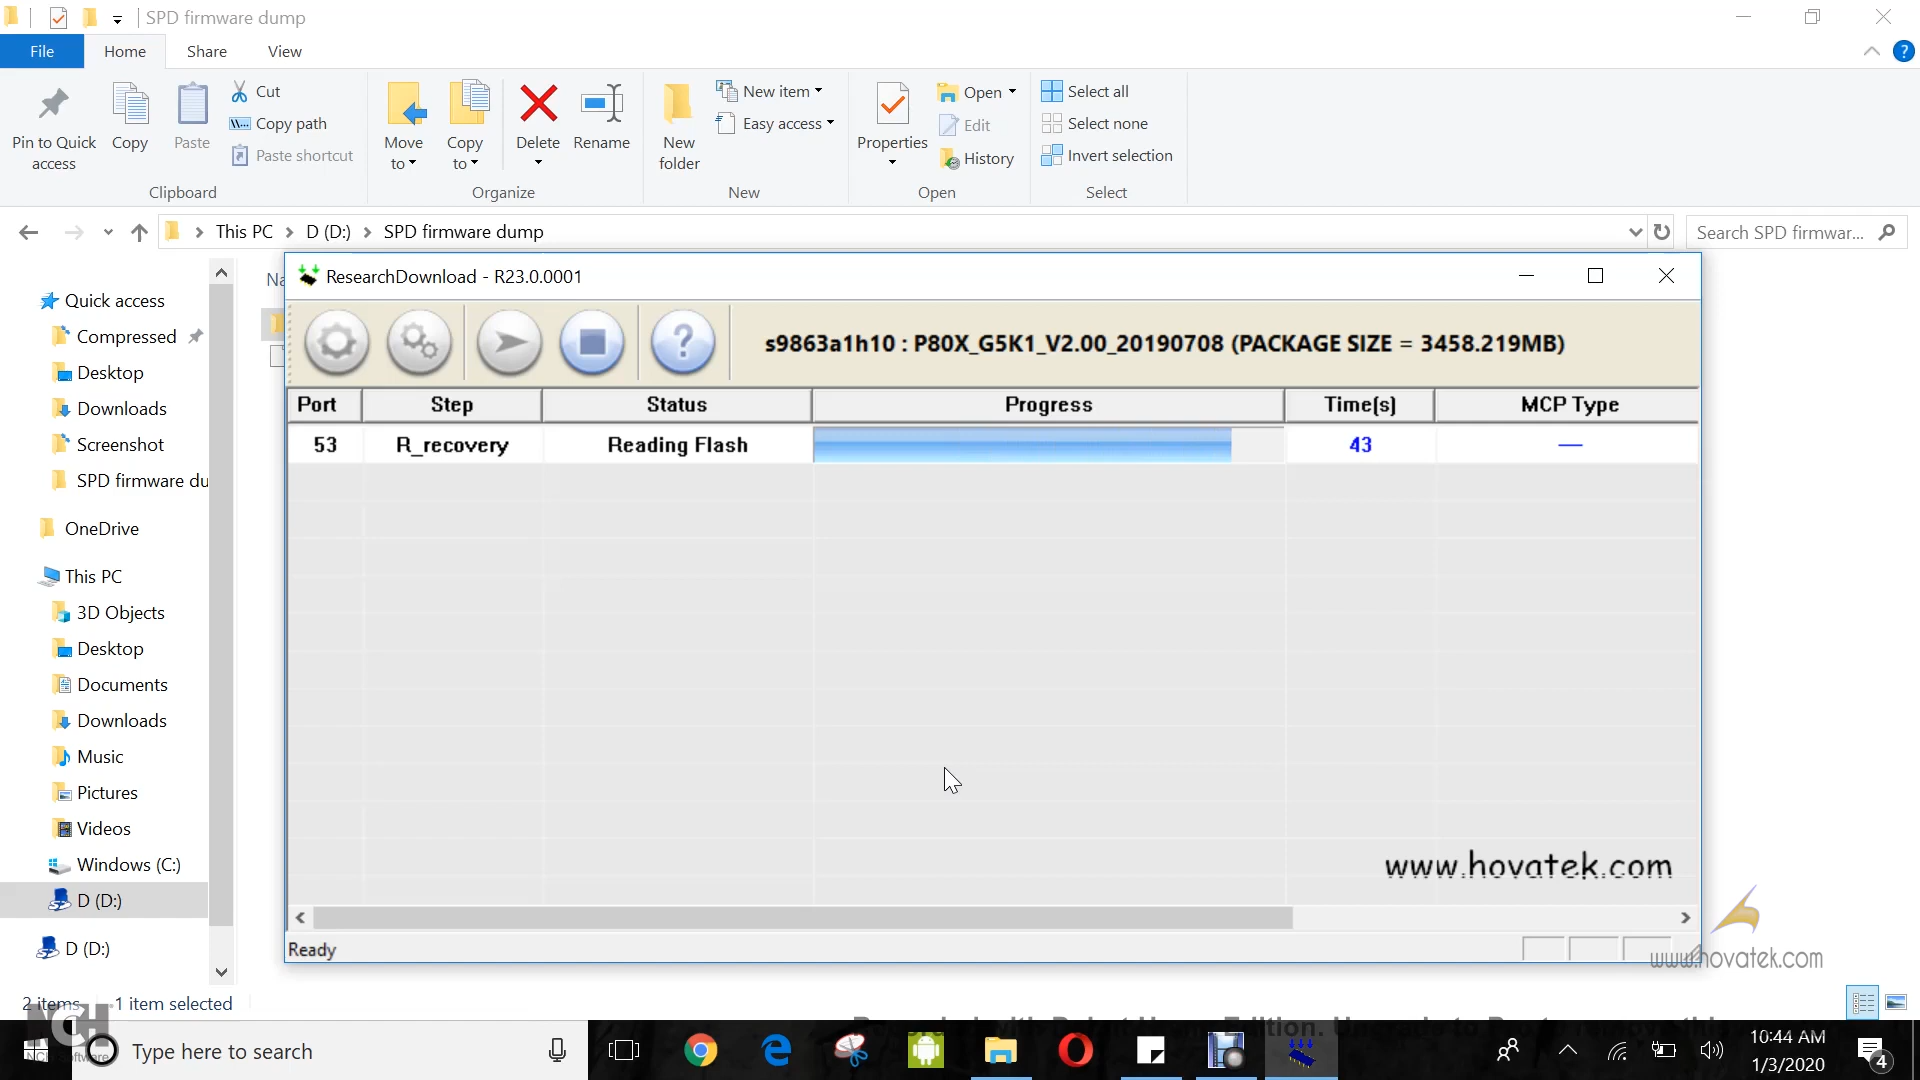 SPD firmware dump
File Home Share View
Pin to Quick access
Copy
Paste
Cut
Copy path
Paste shortcut
Clipboard
Move to
Copy to
Delete
Rename
Organize
New folder
New item
Easy access
New
Properties
Open
Edit
History
Open
Select all
Select none
Invert selection
Select
This PC > D (D:) > SPD firmware dump
Search SPD firmwar...
Quick access
Compressed
Desktop
Downloads
Screenshot
SPD firmware du
OneDrive
This PC
3D Objects
Desktop
Documents
Downloads
Music
Pictures
Videos
Windows (C:)
D (D:)
D (D:)
2 items 1 item selected
Na
ResearchDownload - R23.0.0001
s9863a1h10 : P80X_G5K1_V2.00_20190708 (PACKAGE SIZE = 3458.219MB)
Port Step Status Progress Time(s) MCP Type
53 R_recovery Reading Flash 43 —
www.hovatek.com
Ready
www.hovatek.com
NCH
NCH Software
Type here to search
10:44 AM
1/3/2020
4